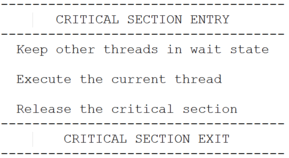 CRITICAL SECTION ENTRY
Keep other threads in wait state
Execute the current thread
Release the critical section
CRITICAL SECTION EXIT